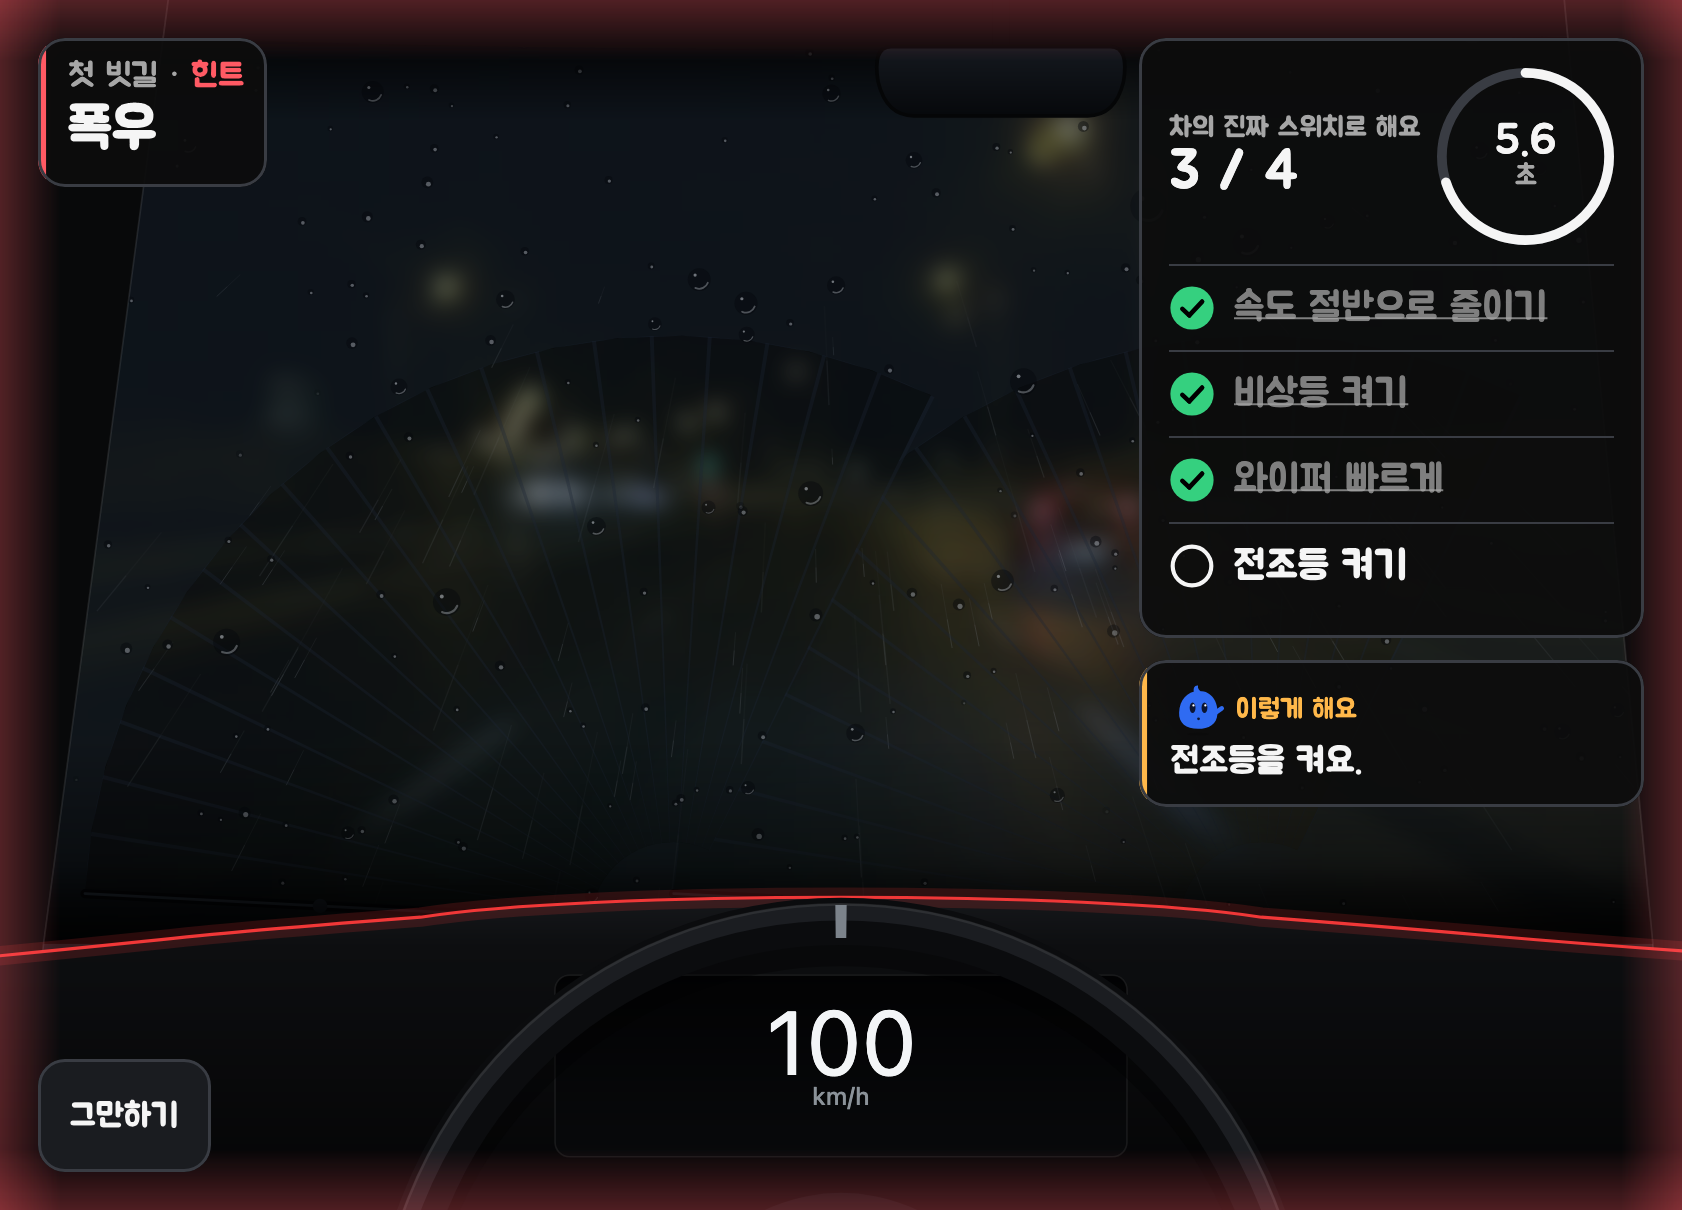 첫 빗길 · 힌트
폭우
차의 진짜 스위치로 해요
3 / 4
5.6
초
속도 절반으로 줄이기
비상등 켜기
와이퍼 빠르게
전조등 켜기
이렇게 해요
전조등을 켜요.
100
km/h
그만하기